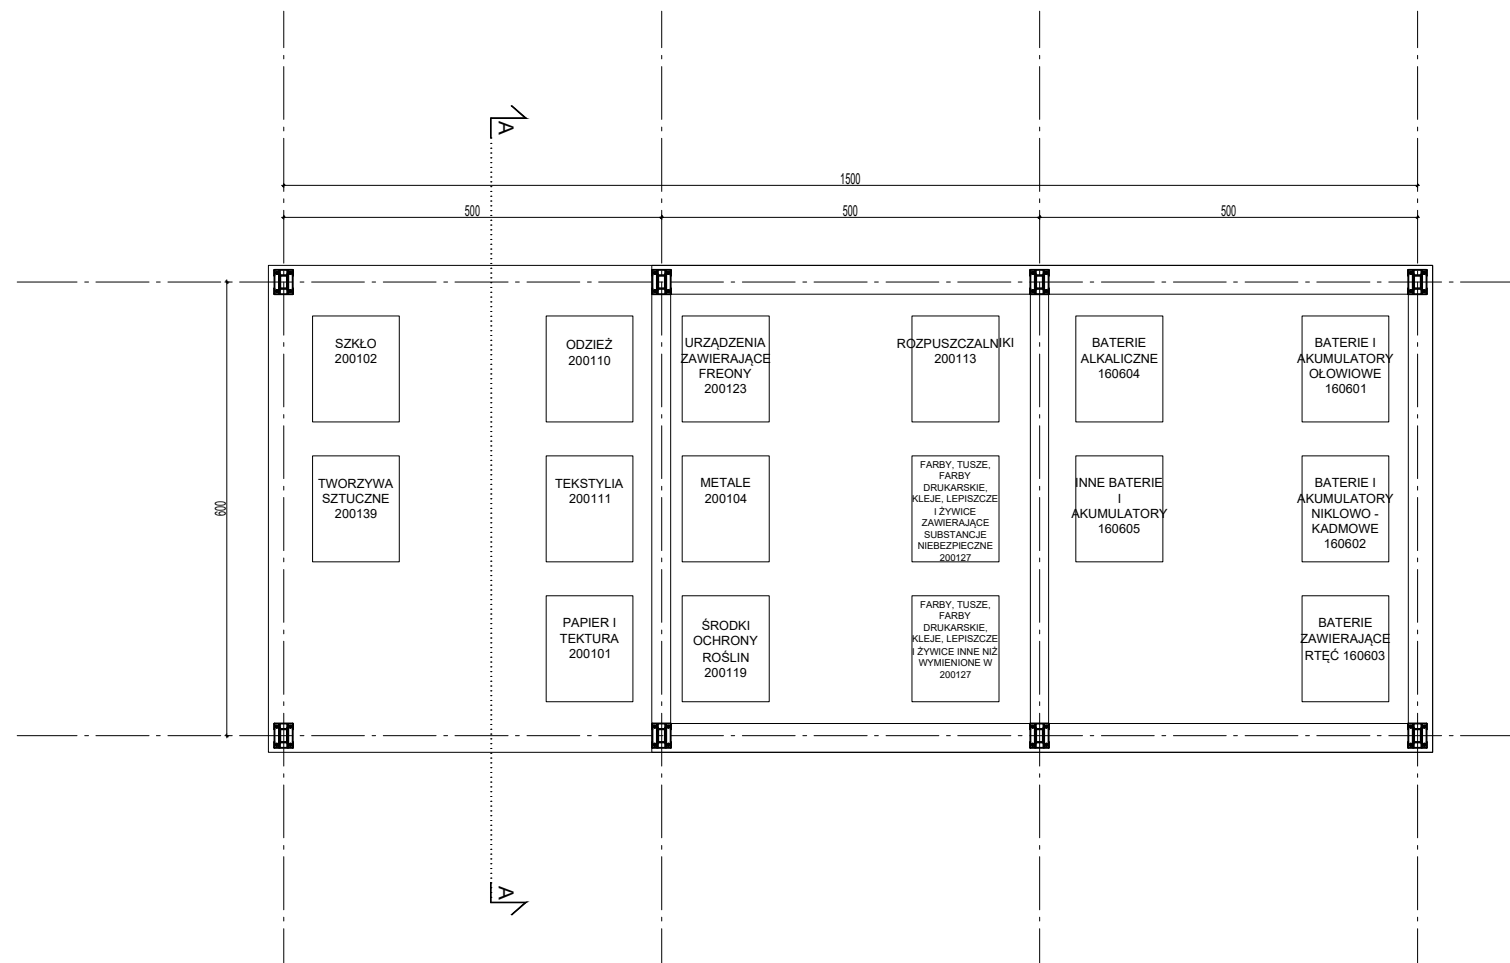 A
1500
500
500
500
600
SZKŁO
200102
ODZIEŻ
200110
URZĄDZENIA
ZAWIERAJĄCE
FREONY
200123
ROZPUSZCZALNIKI
200113
BATERIE
ALKALICZNE
160604
BATERIE I
AKUMULATORY
OŁOWIOWE
160601
TWORZYWA
SZTUCZNE
200139
TEKSTYLIA
200111
METALE
200104
FARBY, TUSZE,
FARBY
DRUKARSKIE,
KLEJE, LEPISZCZE
I ŻYWICE
ZAWIERAJĄCE
SUBSTANCJE
NIEBEZPIECZNE
200127
INNE BATERIE
I
AKUMULATORY
160605
BATERIE I
AKUMULATORY
NIKLOWO -
KADMOWE
160602
PAPIER I
TEKTURA
200101
ŚRODKI
OCHRONY
ROŚLIN
200119
FARBY, TUSZE,
FARBY
DRUKARSKIE,
KLEJE, LEPISZCZE
I ŻYWICE INNE NIŻ
WYMIENIONE W
200127
BATERIE
ZAWIERAJĄCE
RTĘĆ 160603
A